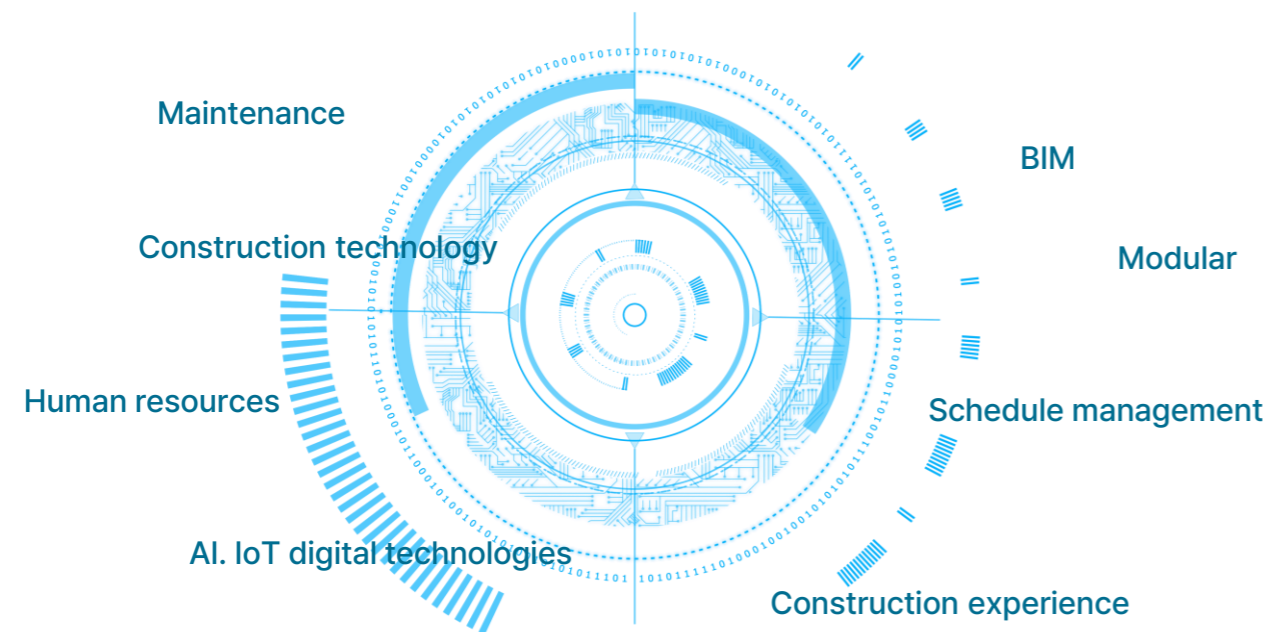 Maintenance
BIM
Construction technology
Modular
Human resources
Schedule management
AI. IoT digital technologies
Construction experience